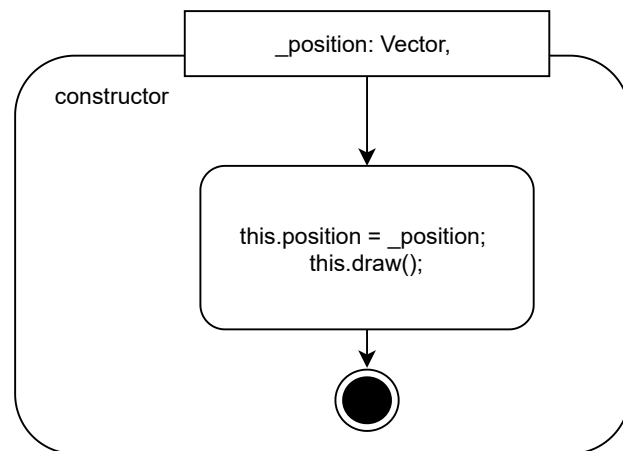 _position: Vector,
constructor
this.position = _position;
this.draw();